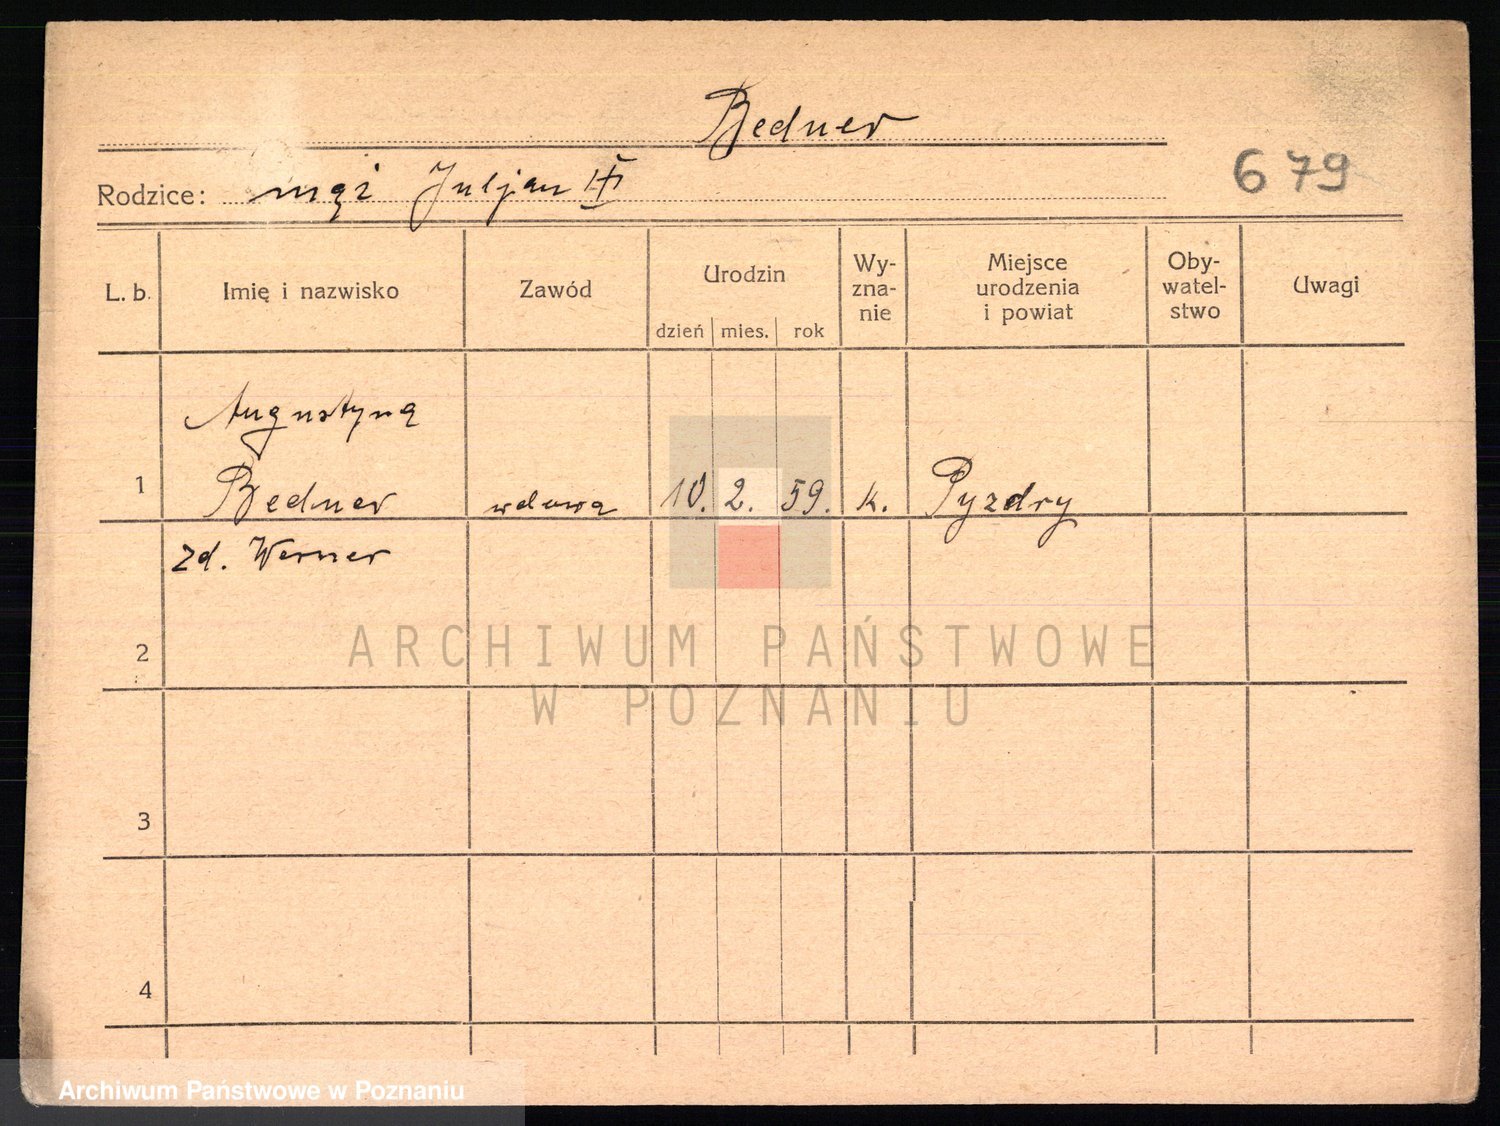 Bedner
679
Rodzice: mąż Juljan
L. b. Imię i nazwisko Zawód Urodzin dzień mies. rok Wy-zna-nie Miejsce urodzenia i powiat Oby-watel-stwo Uwagi
Augustyna
1 Bedner wdowa 10. 2. 59. k. Pyzdry
zd. Werner
2
ARCHIWUM PAŃSTWOWE
W POZNANIU
3
4
Archiwum Państwowe w Poznaniu